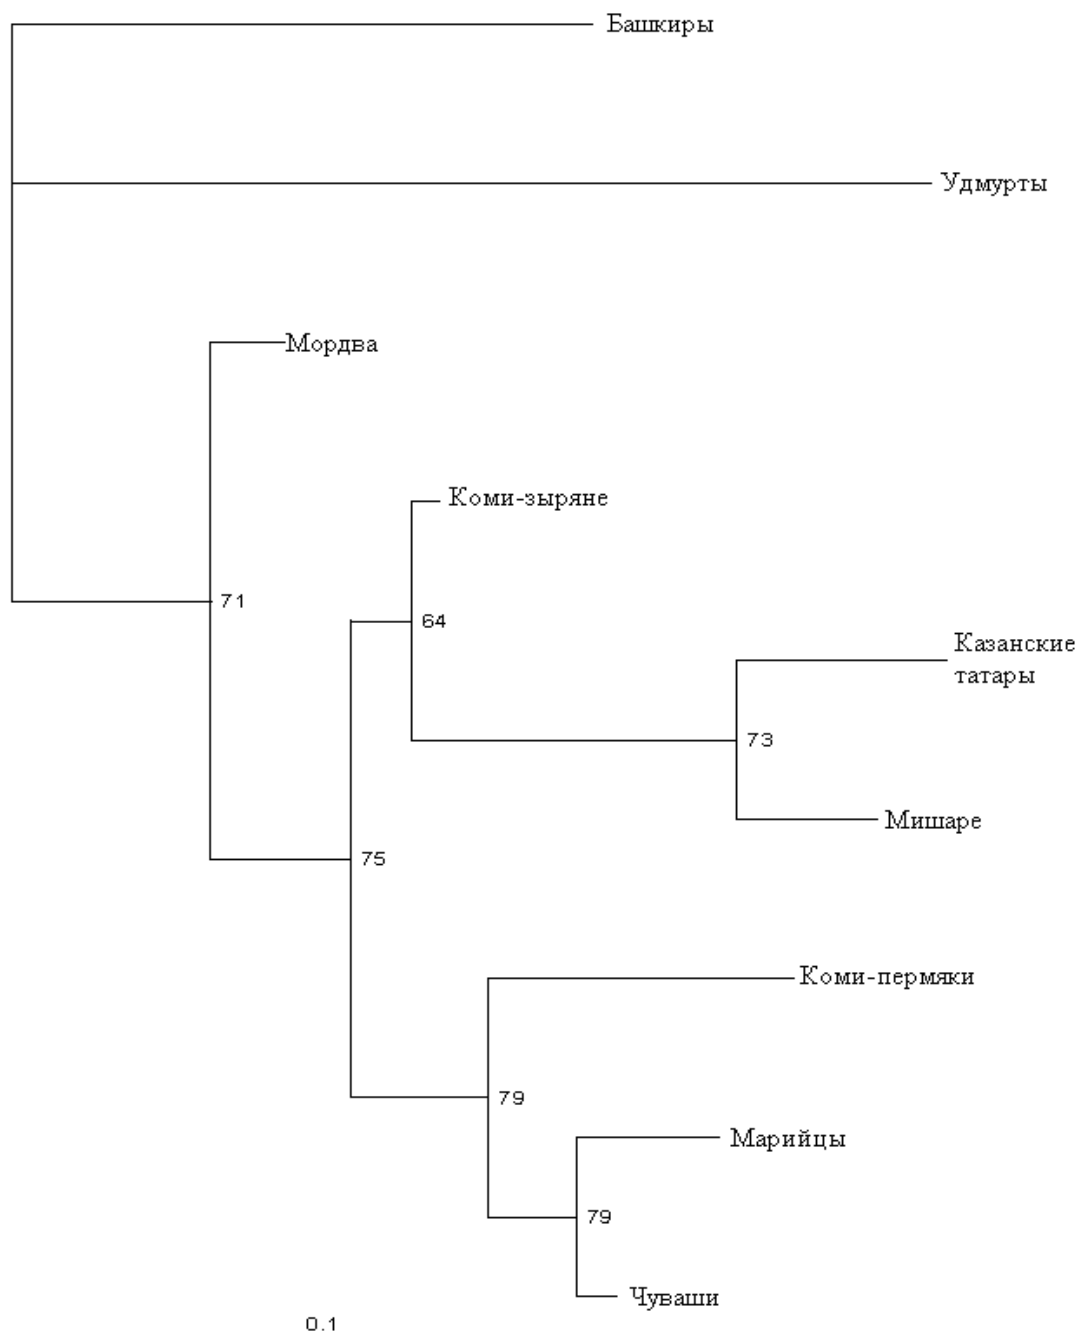 Башкиры
Удмурты
Мордва
Коми-зыряне
71
64
Казанские
татары
73
Мишаре
75
Коми-пермяки
79
Марийцы
79
Чуваши
0.1